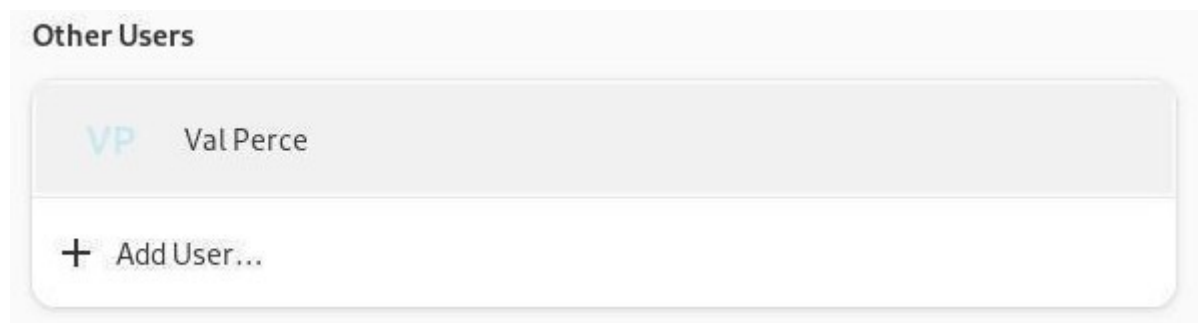 Other Users
VP Val Perce
+ Add User...